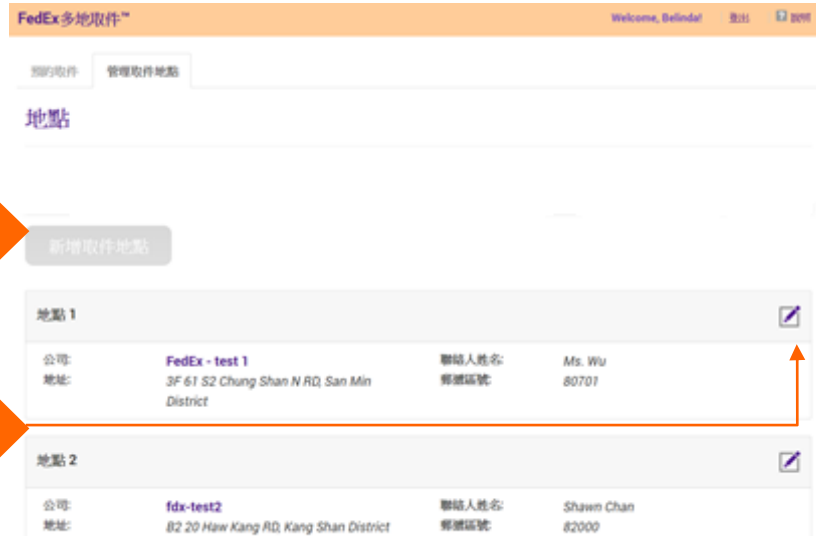 FedEx多地取件™ Welcome, Belinda! 登出 ? 說明
預約取件 管理取件地點
地點
新增取件地點
地點 1
公司: FedEx - test 1 聯絡人姓名: Ms. Wu
地址: 3F 61 S2 Chung Shan N RD, San Min 郵遞區號: 80701
District
地點 2
公司: fdx-test2 聯絡人姓名: Shawn Chan
地址: B2 20 Haw Kang RD, Kang Shan District 郵遞區號: 82000